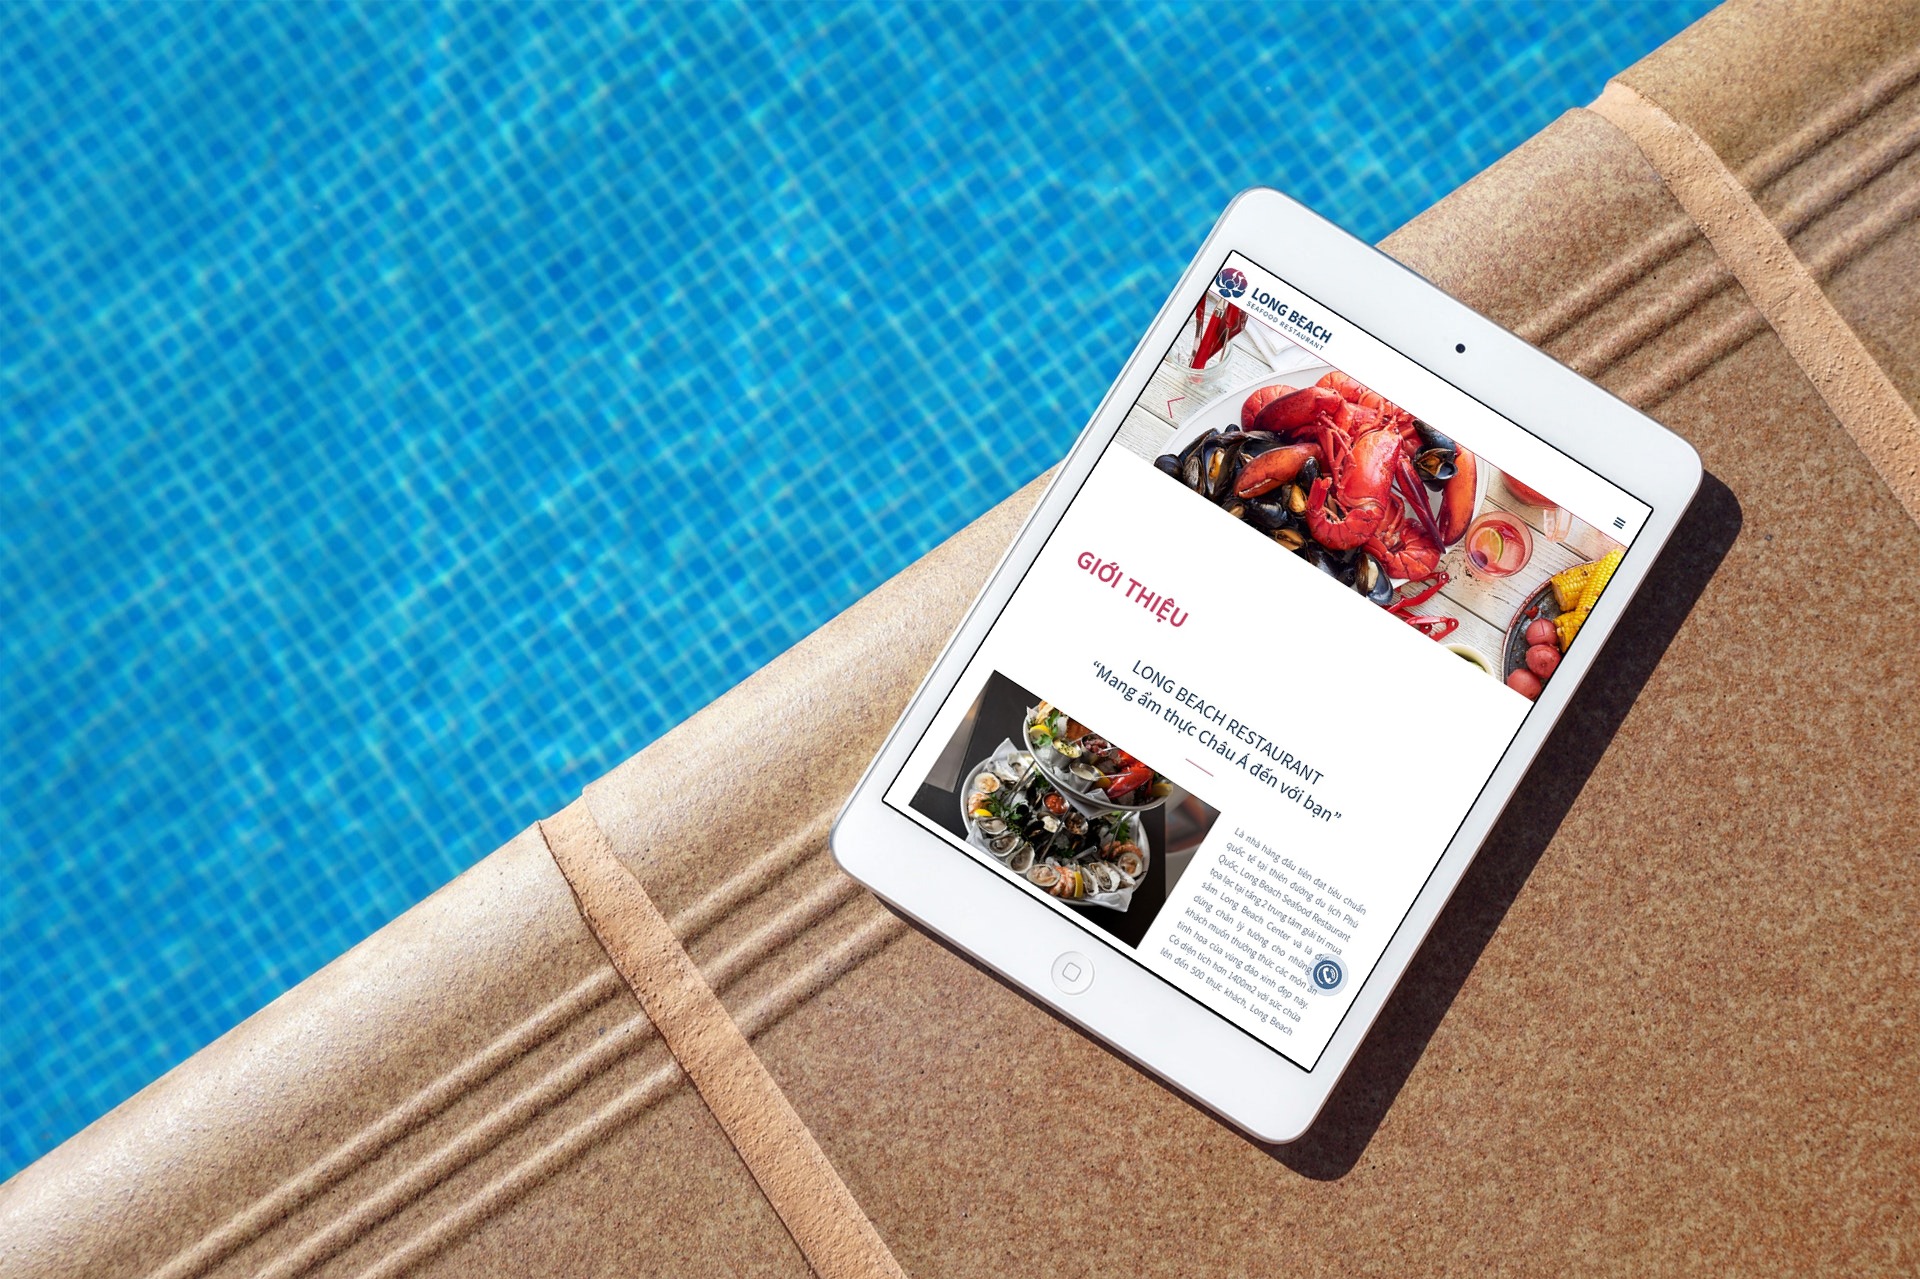 LONG BEACH
SEAFOOD RESTAURANT
GIỚI THIỆU
LONG BEACH RESTAURANT
“Mang ẩm thực Châu Á đến với bạn”
Là nhà hàng đầu tiên đạt tiêu chuẩn
quốc tế tại thiên đường du lịch Phú
Quốc, Long Beach Seafood Restaurant
tọa lạc tại tầng 2 trung tâm giải trí mua
sắm Long Beach Center và là
dừng chân lý tưởng cho những
khách muốn thưởng thức các món ăn
tinh hoa của vùng đảo xinh đẹp này.
Có diện tích hơn 1400m2 với sức chứa
lên đến 500 thực khách, Long Beach